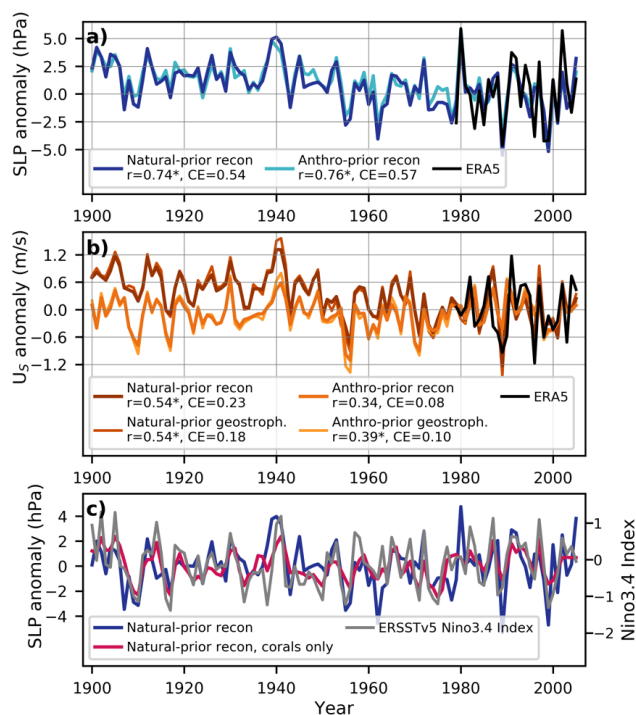 a)
SLP anomaly (hPa)
5.0
2.5
0.0
−2.5
−5.0
Natural-prior recon
r=0.74*, CE=0.54
Anthro-prior recon
r=0.76*, CE=0.57
ERA5
1900 1920 1940 1960 1980 2000
b)
US anomaly (m/s)
1.2
0.6
0.0
−0.6
−1.2
Natural-prior recon
r=0.54*, CE=0.23
Natural-prior geostroph.
r=0.54*, CE=0.18
Anthro-prior recon
r=0.34, CE=0.08
Anthro-prior geostroph.
r=0.39*, CE=0.10
ERA5
1900 1920 1940 1960 1980 2000
c)
SLP anomaly (hPa)
4
2
0
−2
−4
Natural-prior recon
Natural-prior recon, corals only
ERSSTv5 Nino3.4 Index
1
0
−1
−2
Nino3.4 Index
1900 1920 1940 1960 1980 2000
Year